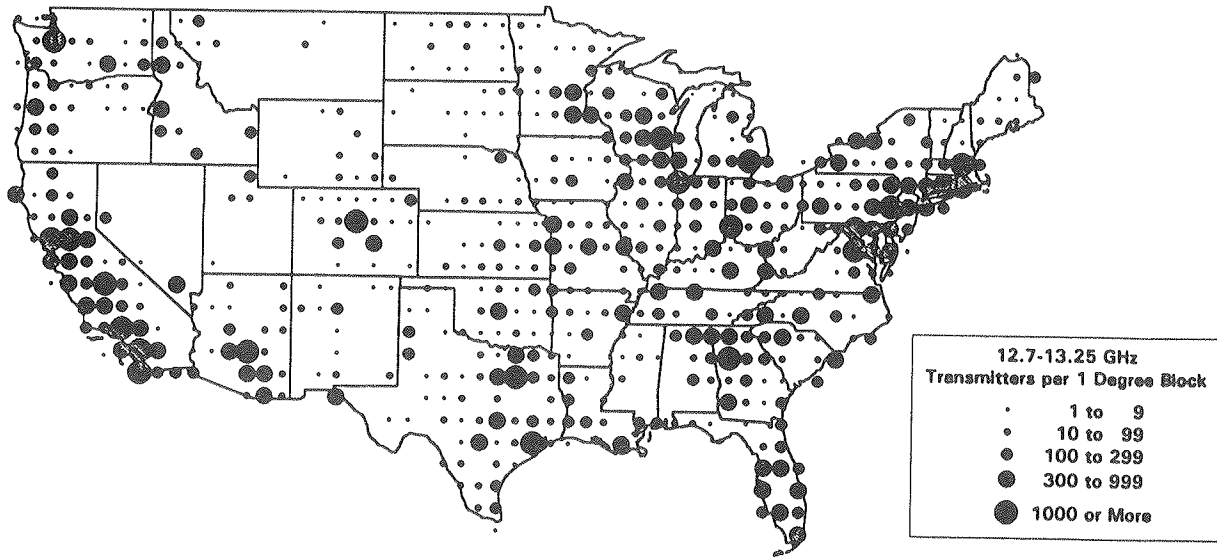 12.7-13.25 GHz
Transmitters per 1 Degree Block
1 to 9
10 to 99
100 to 299
300 to 999
1000 or More